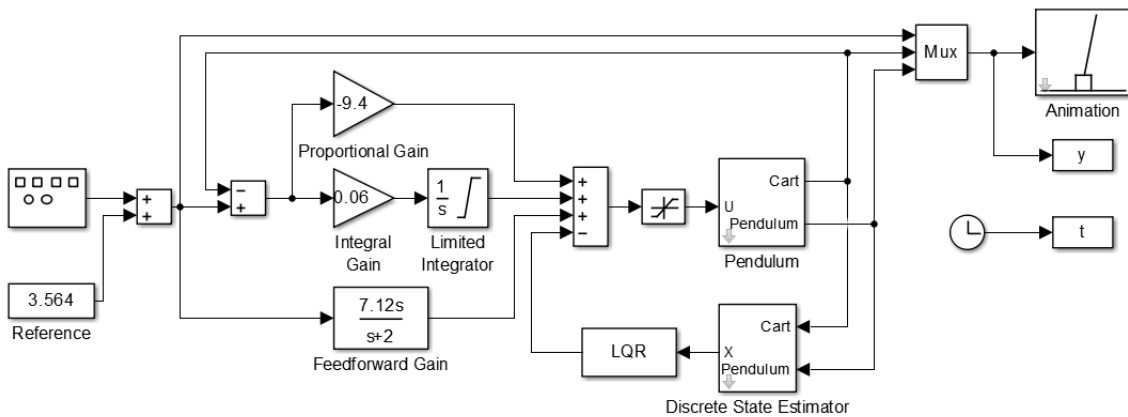 Mux
Animation
-9.4
Proportional Gain
y
+
+
−
+
0.06
Integral
Gain
1
s
Limited
Integrator
+
+
+
−
Cart
U
Pendulum
Pendulum
t
3.564
Reference
7.12s
s+2
Feedforward Gain
LQR
Cart
X
Pendulum
Discrete State Estimator